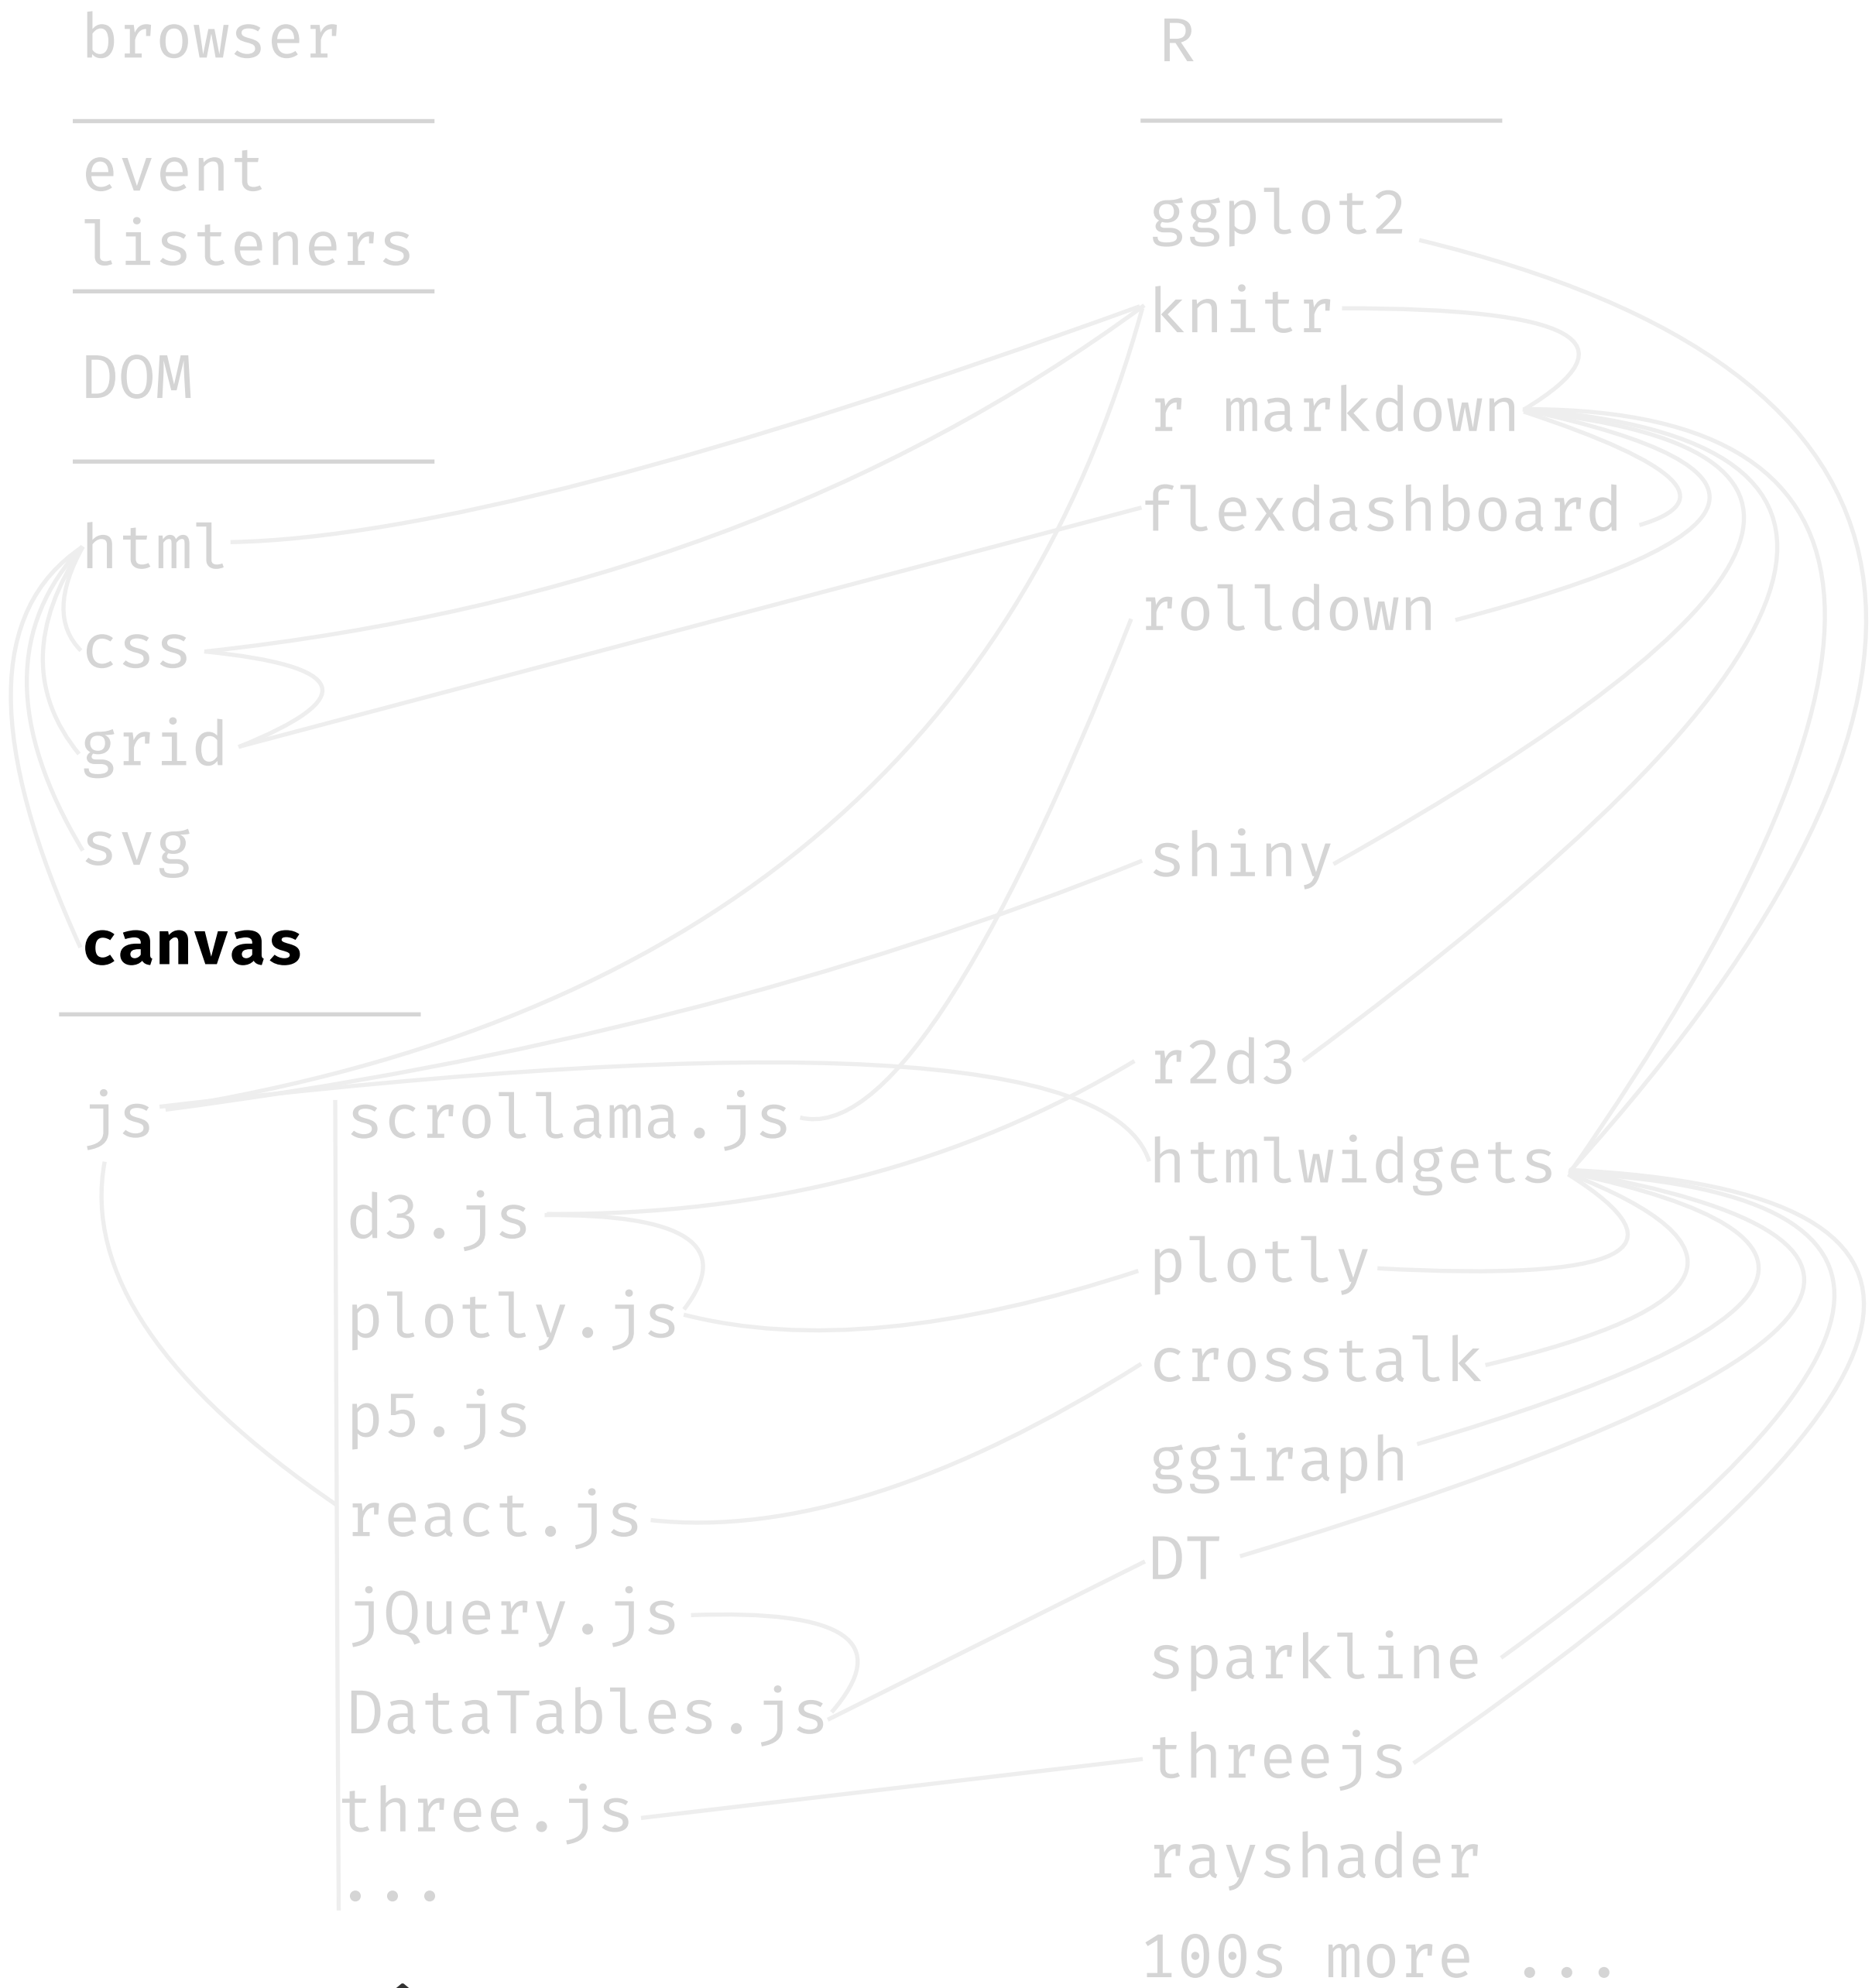 browser
event
listeners
DOM
html
css
grid
svg
canvas
js
scrollama.js
d3.js
plotly.js
p5.js
react.js
jQuery.js
DataTables.js
three.js
...
R
ggplot2
knitr
r markdown
flexdashboard
rolldown
shiny
r2d3
htmlwidgets
plotly
crosstalk
ggiraph
DT
sparkline
threejs
rayshader
100s more ...